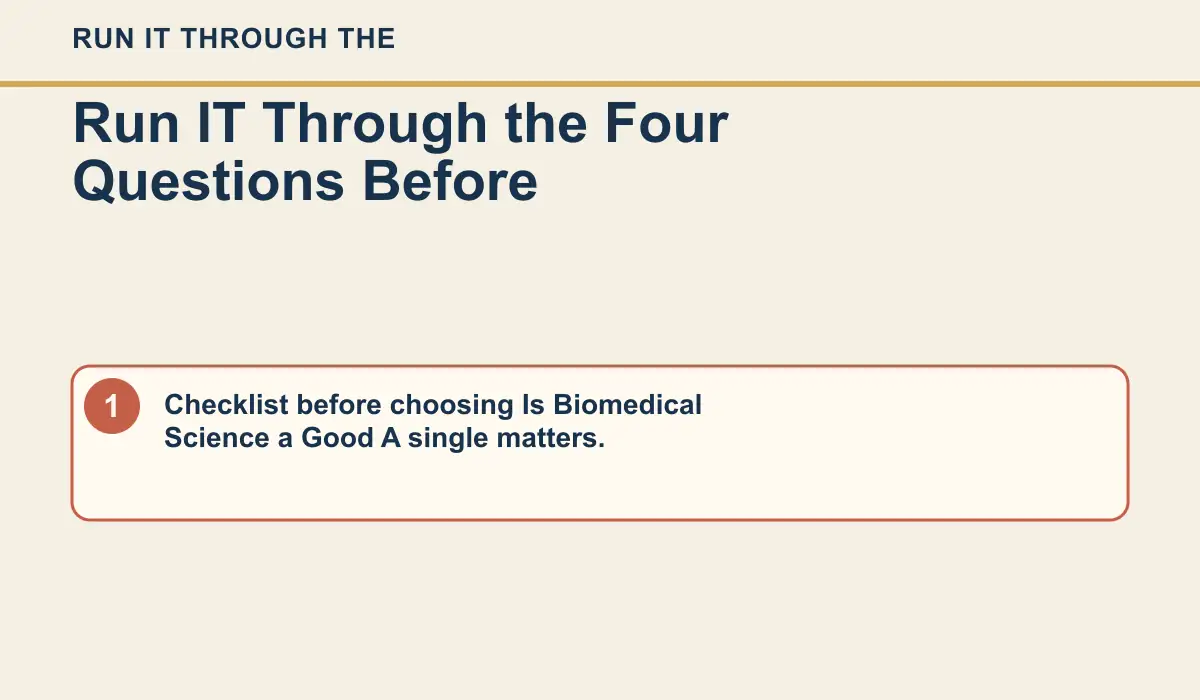 RUN IT THROUGH THE
Run IT Through the Four
Questions Before
1
Checklist before choosing Is Biomedical
Science a Good A single matters.